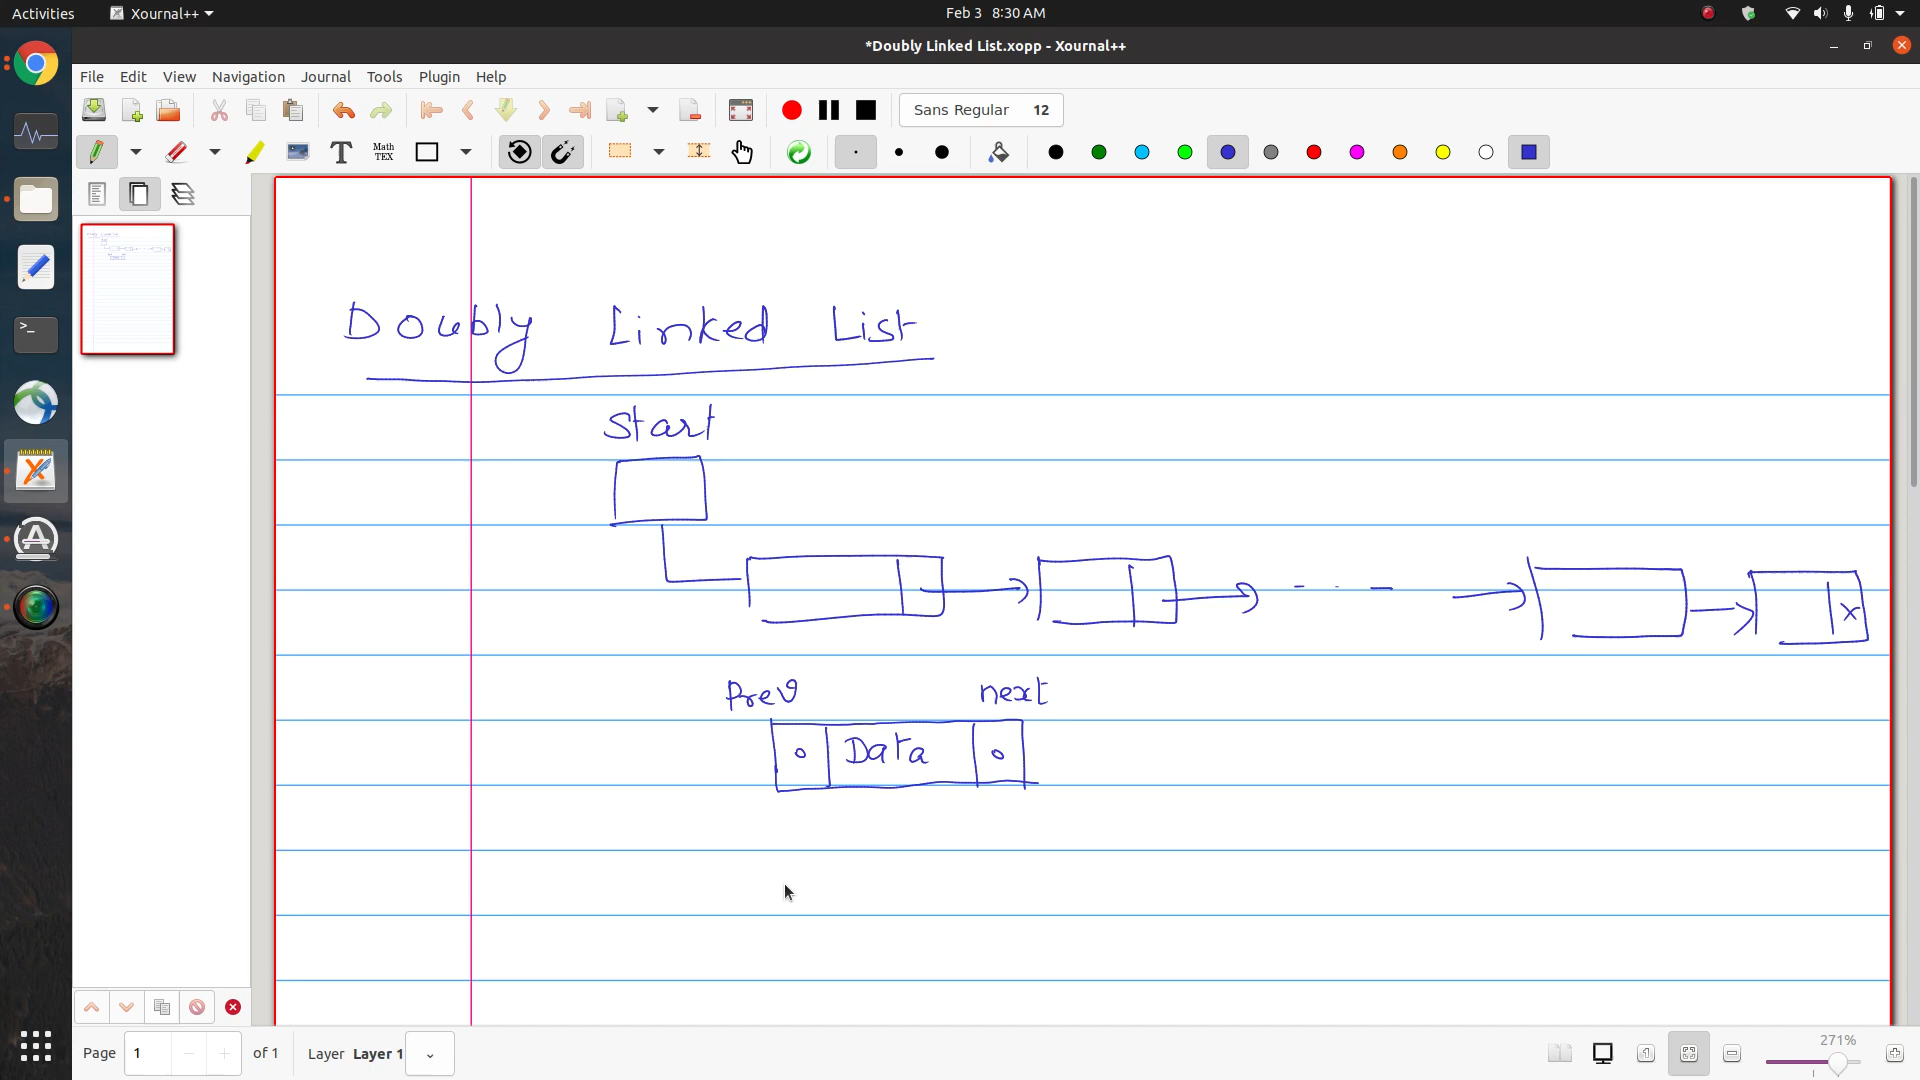 Activities Xournal++ Feb 3 8:30 AM
*Doubly Linked List.xopp - Xournal++
File Edit View Navigation Journal Tools Plugin Help
Sans Regular 12
Math
TEX
Doubly Linked List
Start
x
Prev next
Data
Page 1 of 1 Layer Layer 1 271%